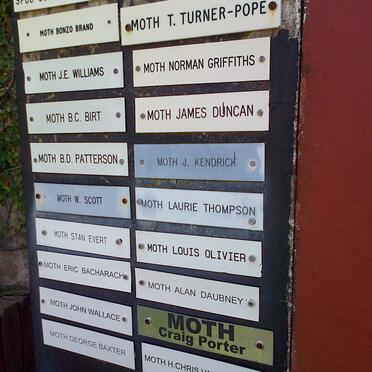 MOTH T. TURNER-POPE
MOTH BONZO BRAND
MOTH NORMAN GRIFFITHS
MOTH J.E. WILLIAMS
MOTH JAMES DUNCAN
MOTH B.C. BIRT
MOTH J. KENDRICK
MOTH B.D. PATTERSON
MOTH LAURIE THOMPSON
MOTH W. SCOTT
MOTH LOUIS OLIVIER
MOTH STAN EVERT
MOTH ALAN DAUBNEY
MOTH ERIC BACHARACH
MOTH
Craig Porter
MOTH JOHN WALLACE
MOTH H.CHRIS
MOTH GEORGE BAXTER